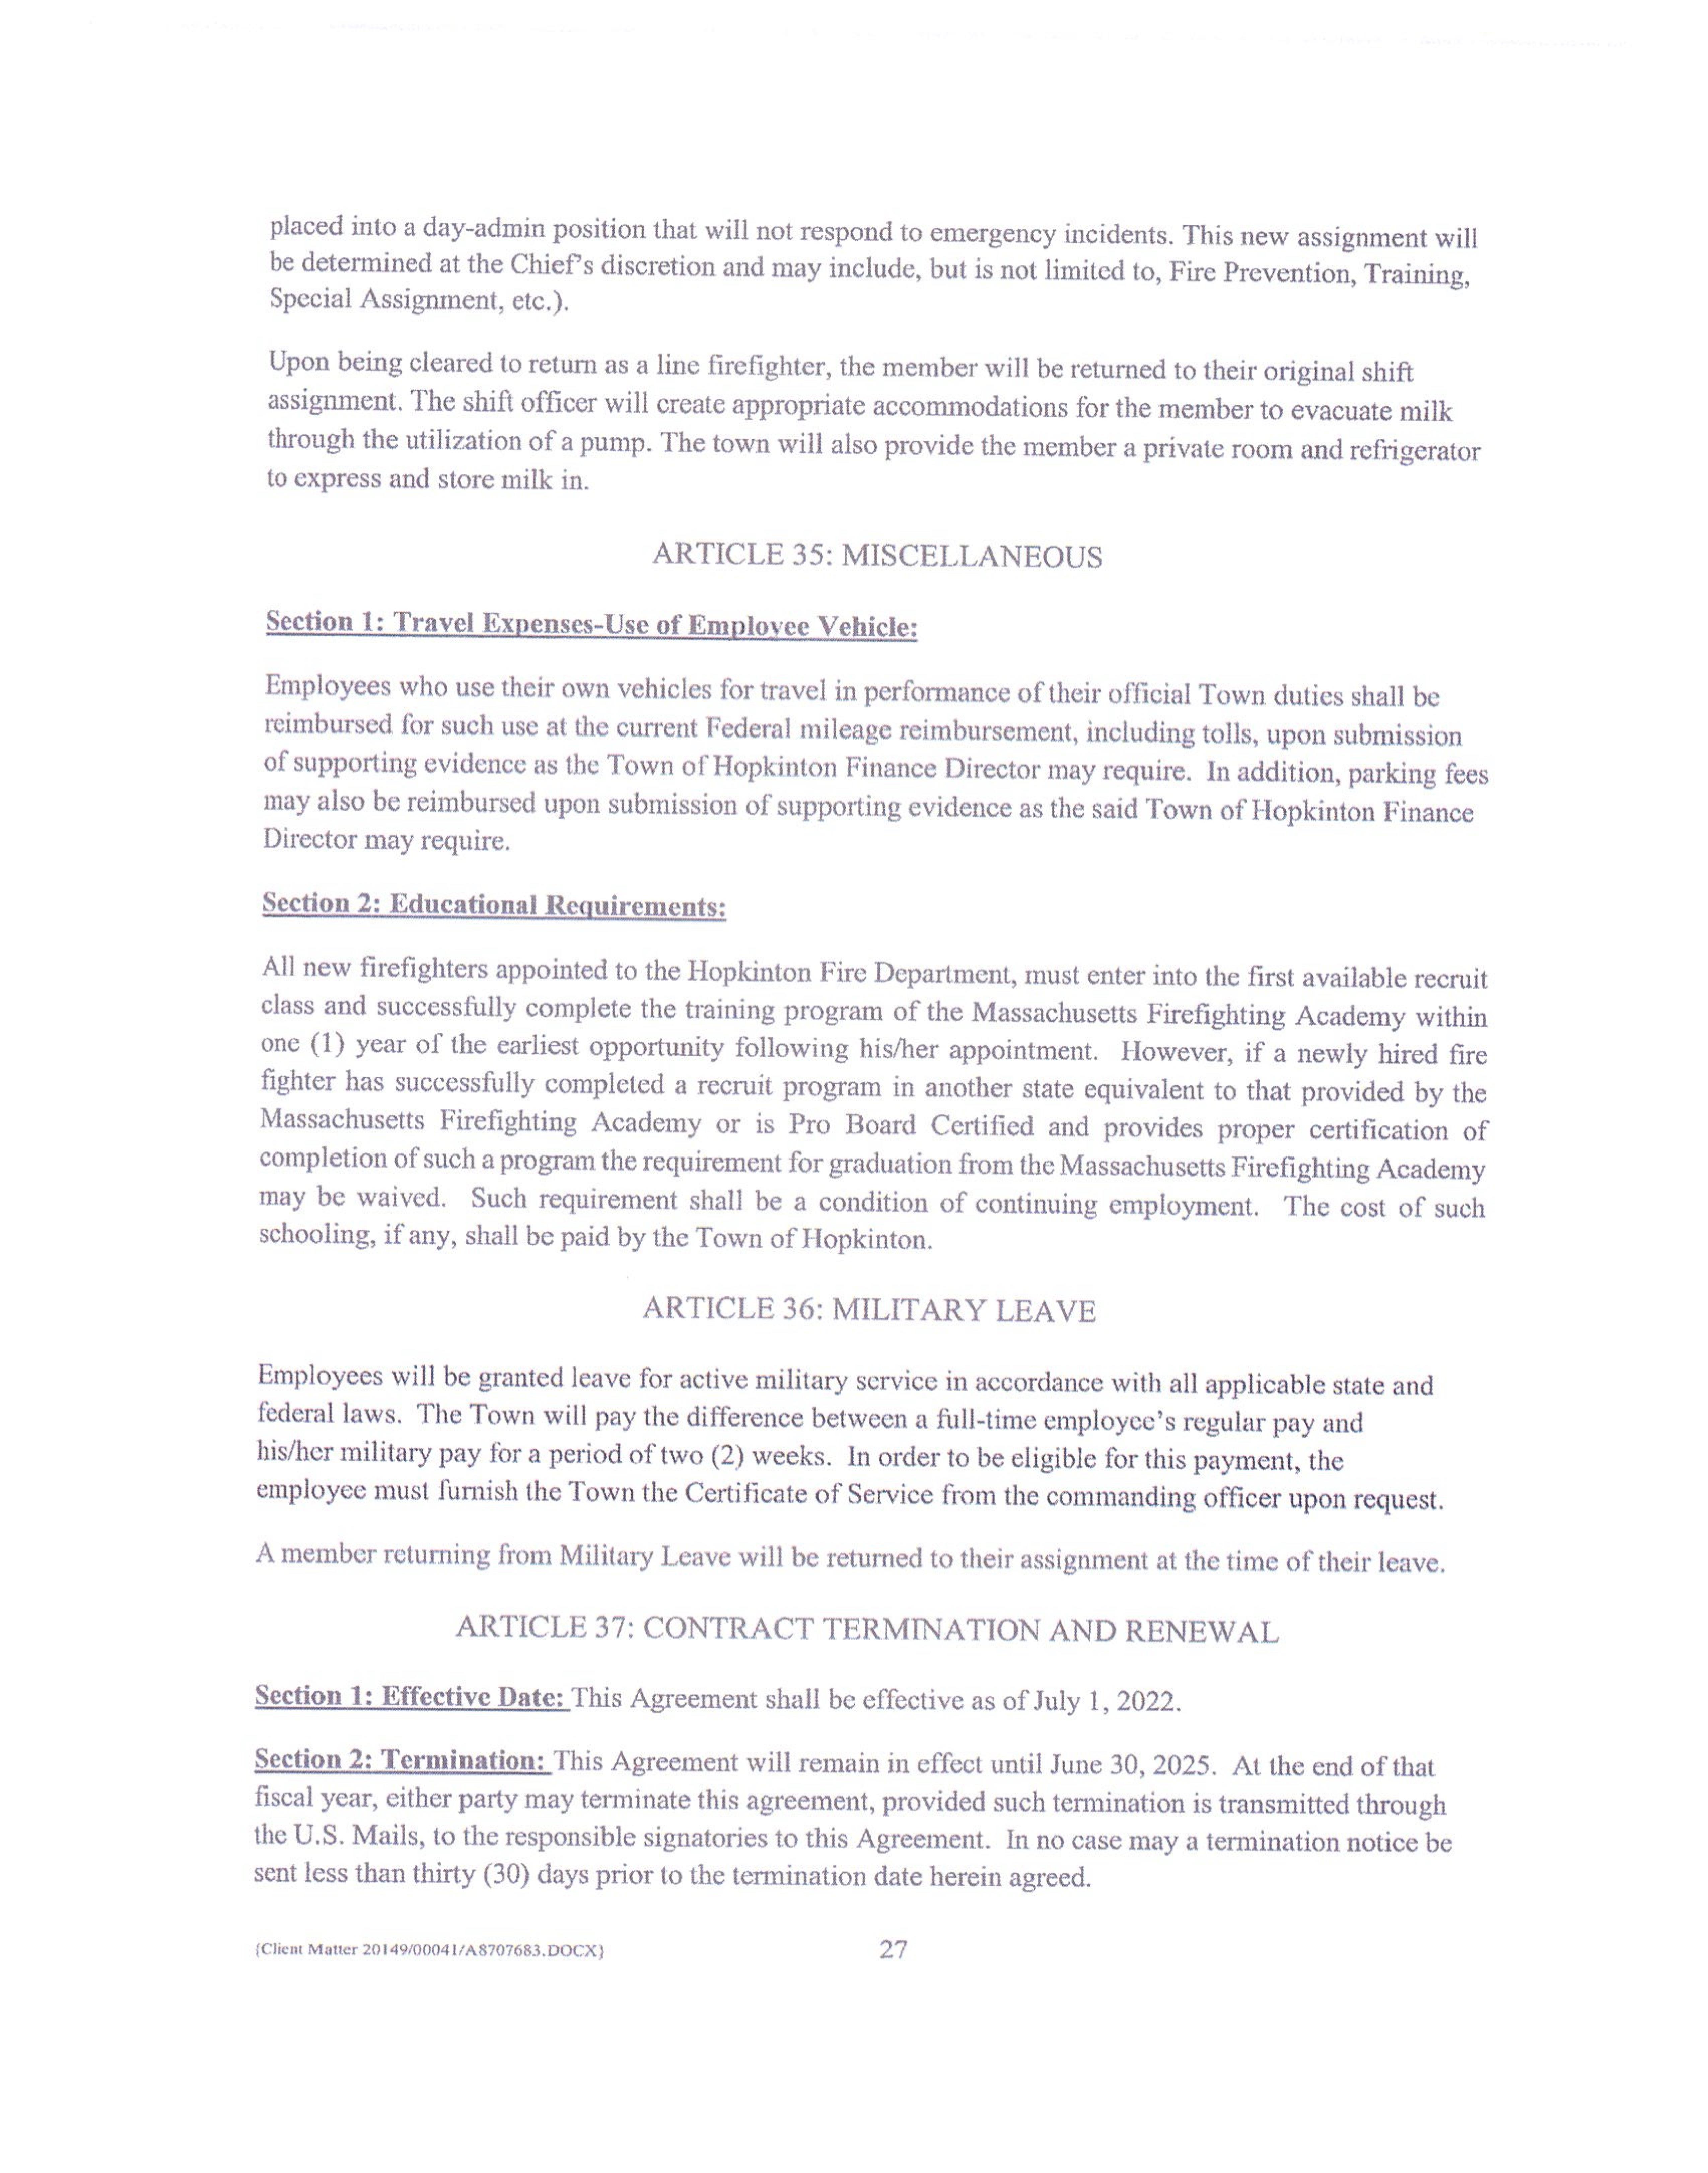 placed into a day-admin position that will not respond to emergency incidents. This new assignment will
be determined at the Chief's discretion and may include, but is not limited to, Fire Prevention, Training,
Special Assignment, etc.).
Upon being cleared to return as a line firefighter, the member will be returned to their original shift
assignment. The shift officer will create appropriate accommodations for the member to evacuate milk
through the utilization of a pump. The town will also provide the member a private room and refrigerator
to express and store milk in.
ARTICLE 35: MISCELLANEOUS
Section 1: Travel Expenses-Use of Employee Vehicle:
Employees who use their own vehicles for travel in performance of their official Town duties shall be
reimbursed for such use at the current Federal mileage reimbursement, including tolls, upon submission
of supporting evidence as the Town of Hopkinton Finance Director may require.  In addition, parking fees
may also be reimbursed upon submission of supporting evidence as the said Town of Hopkinton Finance
Director may require.
Section 2: Educational Requirements:
All new firefighters appointed to the Hopkinton Fire Department, must enter into the first available recruit
class and successfully complete the training program of the Massachusetts Firefighting Academy within
one (1) year of the earliest opportunity following his/her appointment.  However, if a newly hired fire
fighter has successfully completed a recruit program in another state equivalent to that provided by the
Massachusetts Firefighting Academy or is Pro Board Certified and provides proper certification of
completion of such a program the requirement for graduation from the Massachusetts Firefighting Academy
may be waived.  Such requirement shall be a condition of continuing employment.  The cost of such
schooling, if any, shall be paid by the Town of Hopkinton.
ARTICLE 36: MILITARY LEAVE
Employees will be granted leave for active military service in accordance with all applicable state and
federal laws.  The Town will pay the difference between a full-time employee's regular pay and
his/her military pay for a period of two (2) weeks.  In order to be eligible for this payment, the
employee must furnish the Town the Certificate of Service from the commanding officer upon request.
A member returning from Military Leave will be returned to their assignment at the time of their leave.
ARTICLE 37: CONTRACT TERMINATION AND RENEWAL
Section 1: Effective Date: This Agreement shall be effective as of July 1, 2022.
Section 2: Termination: This Agreement will remain in effect until June 30, 2025.  At the end of that
fiscal year, either party may terminate this agreement, provided such termination is transmitted through
the U.S. Mails, to the responsible signatories to this Agreement.  In no case may a termination notice be
sent less than thirty (30) days prior to the termination date herein agreed.
{Client Matter 20149/00041/A8707683.DOCX} 27